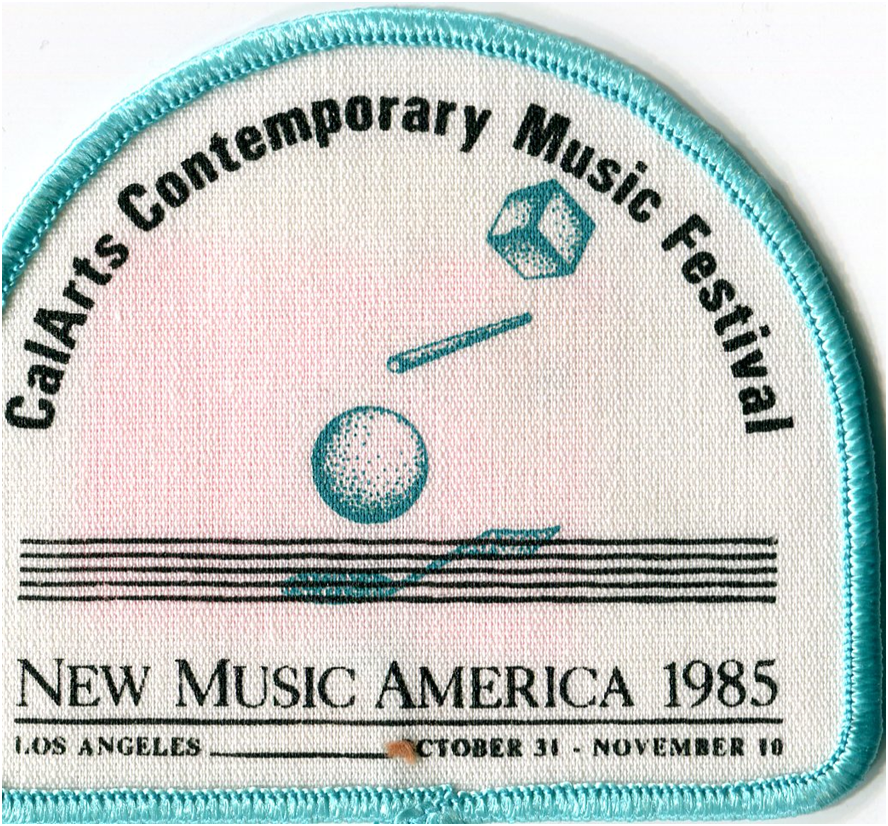 CalArts Contemporary Music Festival
NEW MUSIC AMERICA 1985
LOS ANGELES OCTOBER 31 - NOVEMBER 10